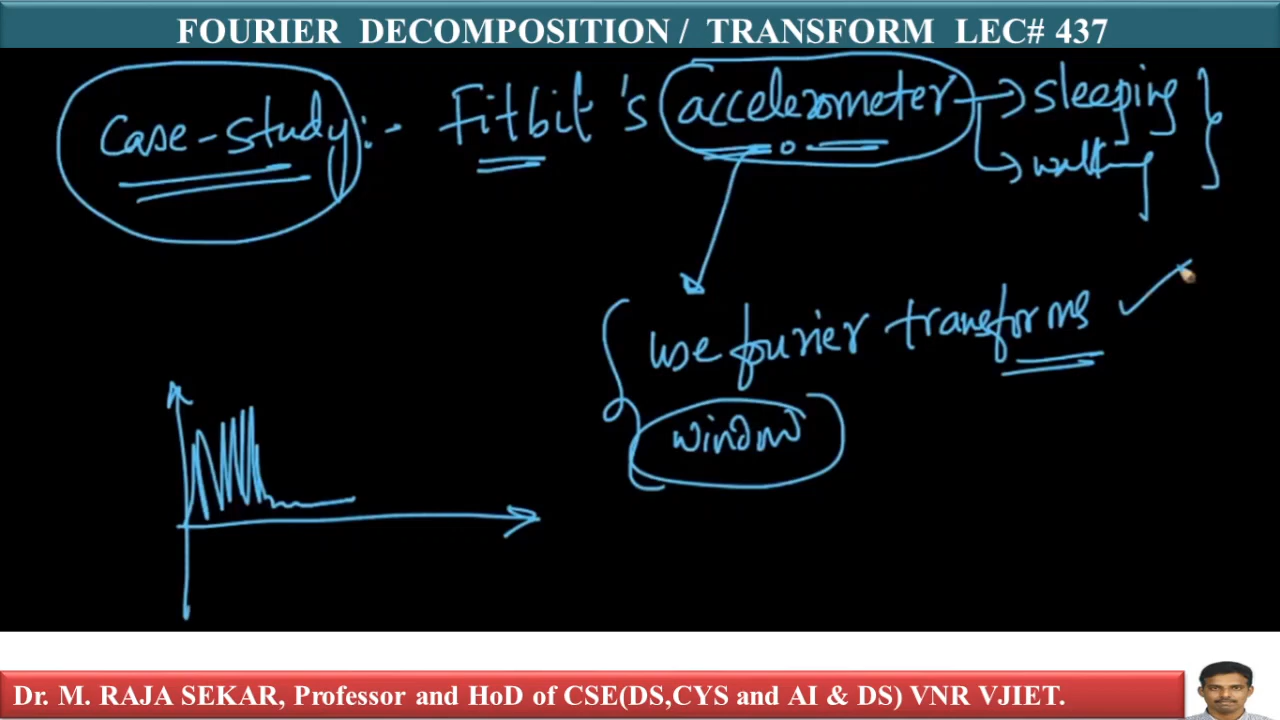 FOURIER DECOMPOSITION / TRANSFORM LEC# 437
Case-study:- Fitbit's accelerometer → sleeping
→ walking
use fourier transforms ✓
window
Dr. M. RAJA SEKAR, Professor and HoD of CSE(DS,CYS and AI & DS) VNR VJIET.